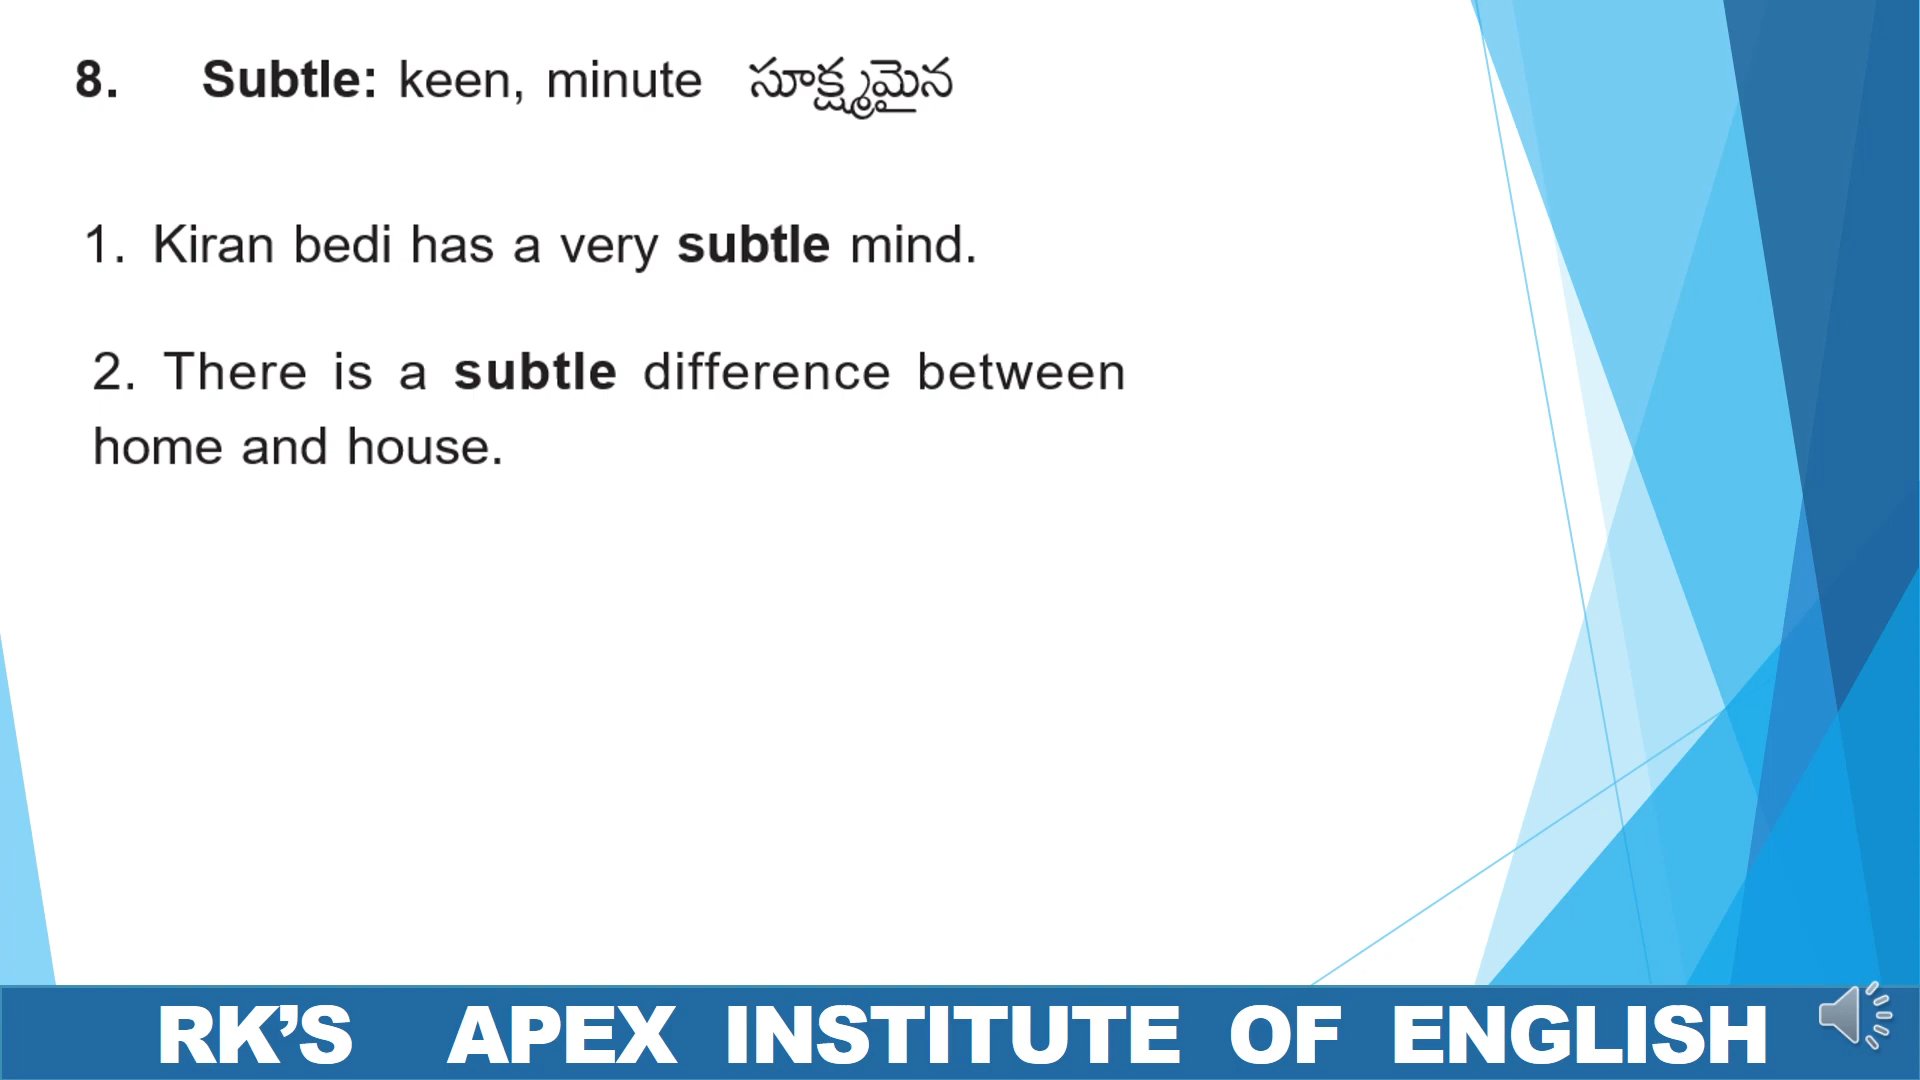 8. Subtle: keen, minute సూక్ష్మమైన
1. Kiran bedi has a very subtle mind.
2. There is a subtle difference between
home and house.
RK’S APEX INSTITUTE OF ENGLISH